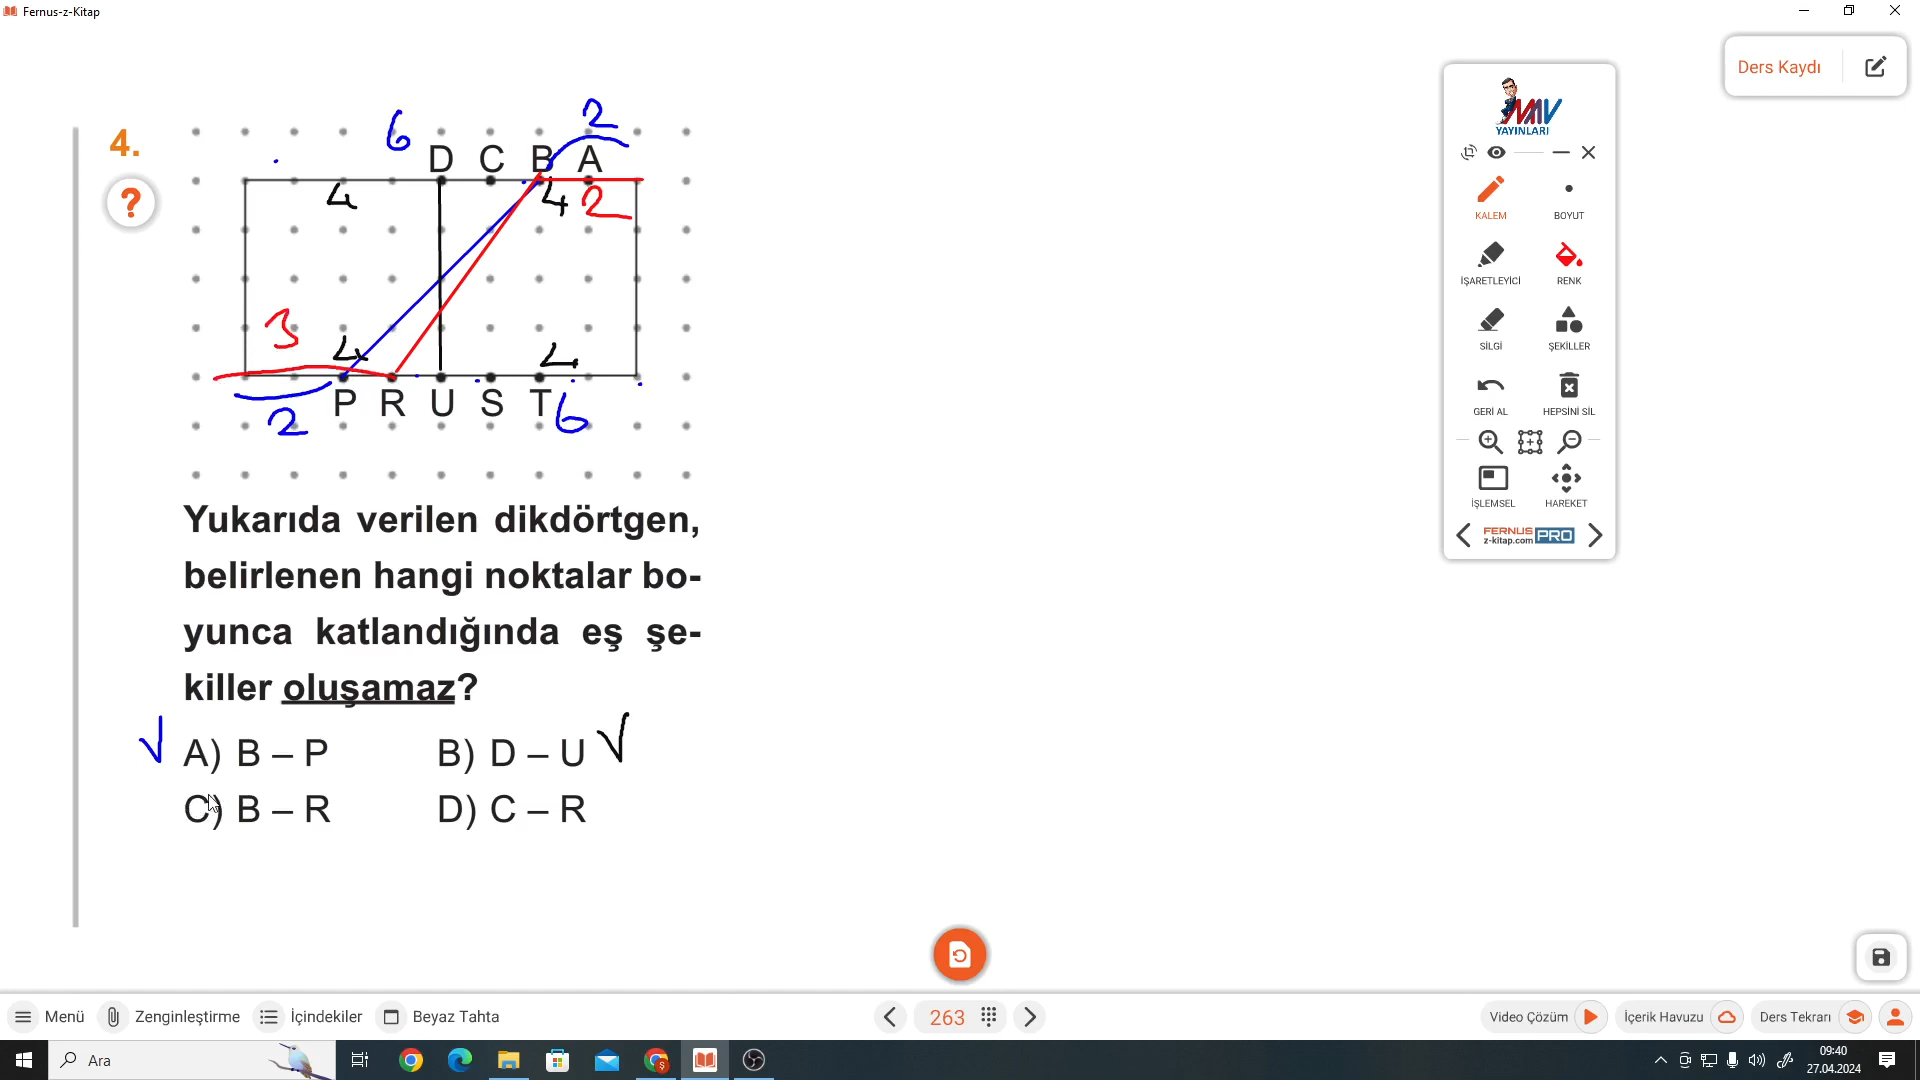 Fernus-z-Kitap
Ders Kaydı
MAV
YAYINLARI
KALEM
BOYUT
İŞARETLEYİCİ
RENK
SİLGİ
ŞEKİLLER
GERİ AL
HEPSİNİ SİL
İŞLEMSEL
HAREKET
FERNUS
z-kitap.com
PRO
4.
?
6
2
D C B A
4
4
2
3
4
4
P R U S T
2
6
Yukarıda verilen dikdörtgen,
belirlenen hangi noktalar bo-
yunca katlandığında eş şe-
killer oluşamaz?
√ A) B – P B) D – U √
C) B – R D) C – R
Menü
Zenginleştirme
İçindekiler
Beyaz Tahta
263
Video Çözüm
İçerik Havuzu
Ders Tekrarı
Ara
09:40
27.04.2024